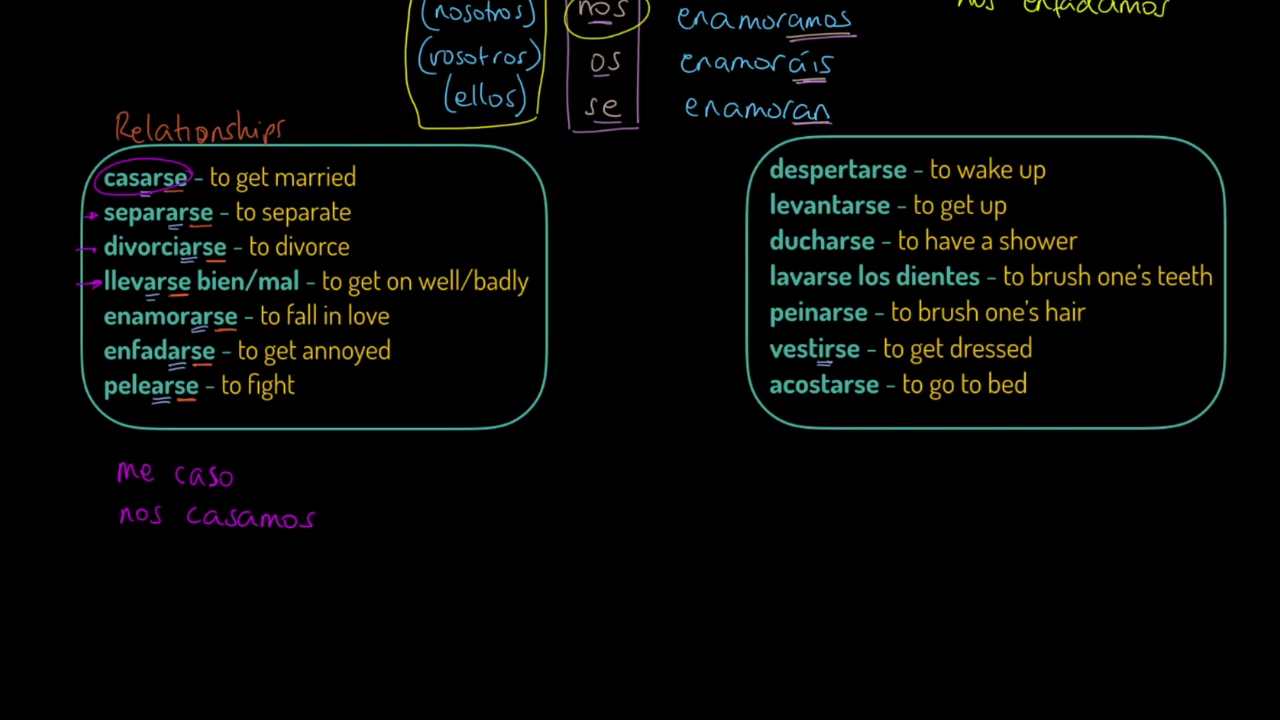 (nosotros) nos enamoramos
nos enfadamos
(vosotros) os enamoráis
(ellos) se enamoran
Relationships
casarse - to get married
separarse - to separate
divorciarse - to divorce
llevarse bien/mal - to get on well/badly
enamorarse - to fall in love
enfadarse - to get annoyed
pelearse - to fight
despertarse - to wake up
levantarse - to get up
ducharse - to have a shower
lavarse los dientes - to brush one's teeth
peinarse - to brush one's hair
vestirse - to get dressed
acostarse - to go to bed
me caso
nos casamos